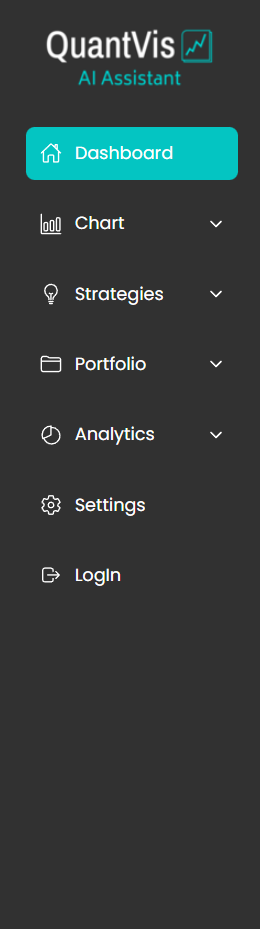 QuantVis
AI Assistant
Dashboard
Chart
Strategies
Portfolio
Analytics
Settings
LogIn